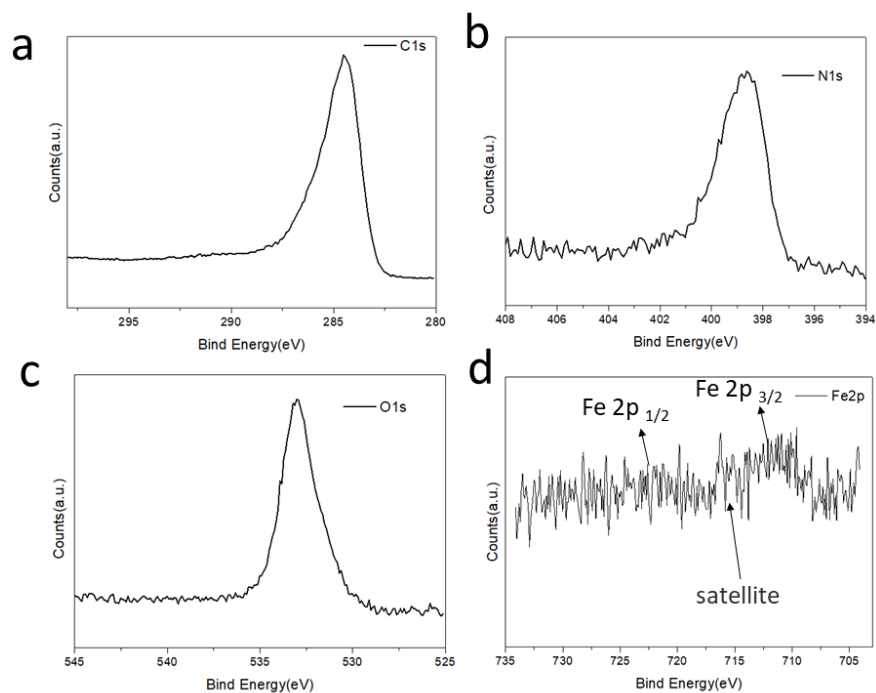 a
C1s
Counts(a.u.)
295
290
285
280
Bind Energy(eV)
b
N1s
Counts(a.u.)
408
406
404
402
400
398
396
394
Bind Energy(eV)
c
O1s
Counts(a.u.)
545
540
535
530
525
Bind Energy(eV)
d
Fe 2p 1/2
Fe 2p 3/2
Fe2p
satellite
Counts(a.u.)
735
730
725
720
715
710
705
Bind Energy(eV)